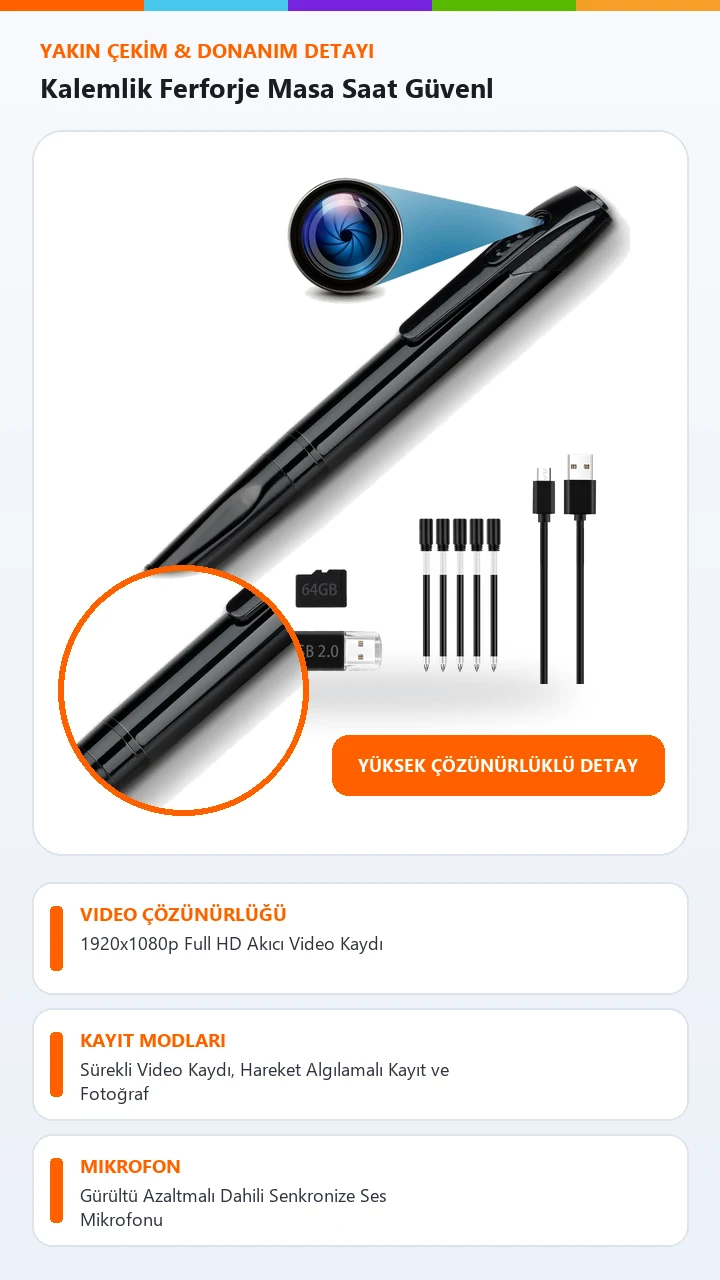 YAKIN ÇEKİM & DONANIM DETAYI
Kalemlik Ferforje Masa Saat Güvenl
64GB
GB 2.0
YÜKSEK ÇÖZÜNÜRLÜKLÜ DETAY
VIDEO ÇÖZÜNÜRLÜĞÜ
1920x1080p Full HD Akıcı Video Kaydı
KAYIT MODLARI
Sürekli Video Kaydı, Hareket Algılamalı Kayıt ve
Fotoğraf
MIKROFON
Gürültü Azaltmalı Dahili Senkronize Ses
Mikrofonu